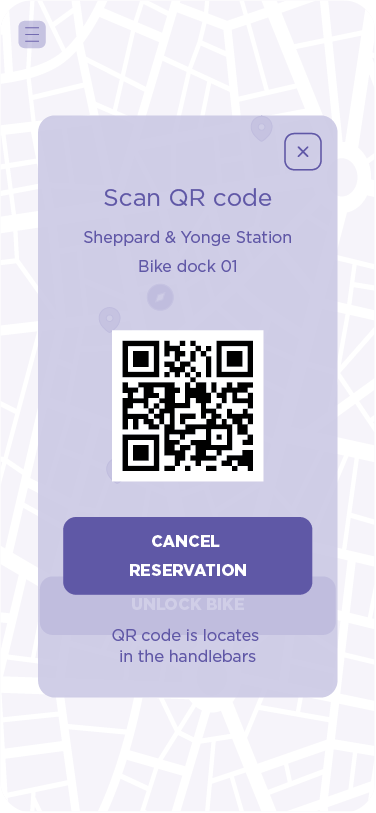 Scan QR code
Sheppard & Yonge Station
Bike dock 01
CANCEL
RESERVATION
UNLOCK BIKE
QR code is locates
in the handlebars